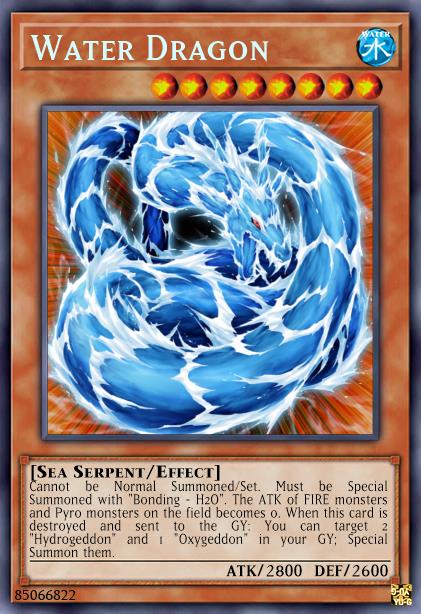 WATER DRAGON
WATER
水
[SEA SERPENT/EFFECT]
Cannot be Normal Summoned/Set. Must be Special
Summoned with "Bonding - H2O". The ATK of FIRE monsters
and Pyro monsters on the field becomes 0. When this card is
destroyed and sent to the GY: You can target 2
"Hydrogeddon" and 1 "Oxygeddon" in your GY; Special
Summon them.
ATK/2800 DEF/2600
85066822